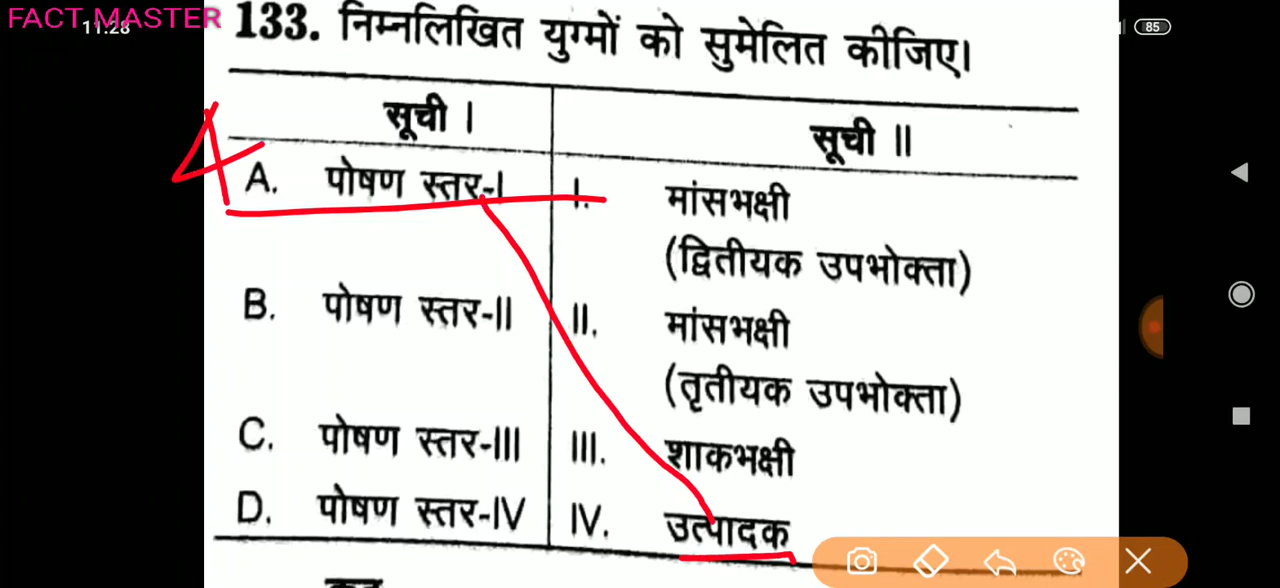 FACT MASTER
11:28
85
133. निम्नलिखित युग्मों को सुमेलित कीजिए।
सूची I सूची II
A. पोषण स्तर-I I. मांसभक्षी
(द्वितीयक उपभोक्ता)
B. पोषण स्तर-II II. मांसभक्षी
(तृतीयक उपभोक्ता)
C. पोषण स्तर-III III. शाकभक्षी
D. पोषण स्तर-IV IV. उत्पादक